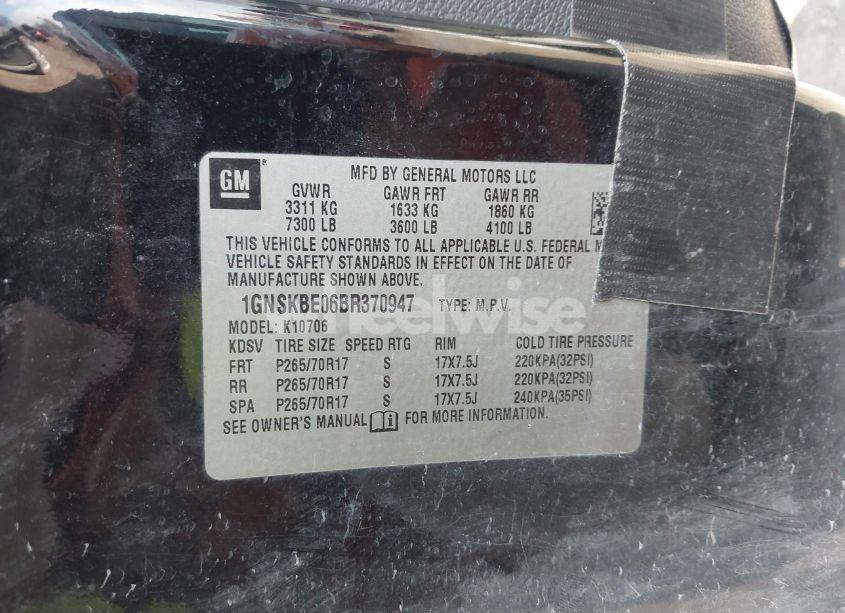 GM
MFD BY GENERAL MOTORS LLC
GVWR GAWR FRT GAWR RR
3311 KG 1633 KG 1860 KG
7300 LB 3600 LB 4100 LB
THIS VEHICLE CONFORMS TO ALL APPLICABLE U.S. FEDERAL M
VEHICLE SAFETY STANDARDS IN EFFECT ON THE DATE OF
MANUFACTURE SHOWN ABOVE.
1GNSKBE06BR370947 TYPE: M.P.V.
MODEL: K10706
KDSV TIRE SIZE SPEED RTG RIM COLD TIRE PRESSURE
FRT P265/70R17 S 17X7.5J 220KPA(32PSI)
RR P265/70R17 S 17X7.5J 220KPA(32PSI)
SPA P265/70R17 S 17X7.5J 240KPA(35PSI)
SEE OWNER'S MANUAL FOR MORE INFORMATION.